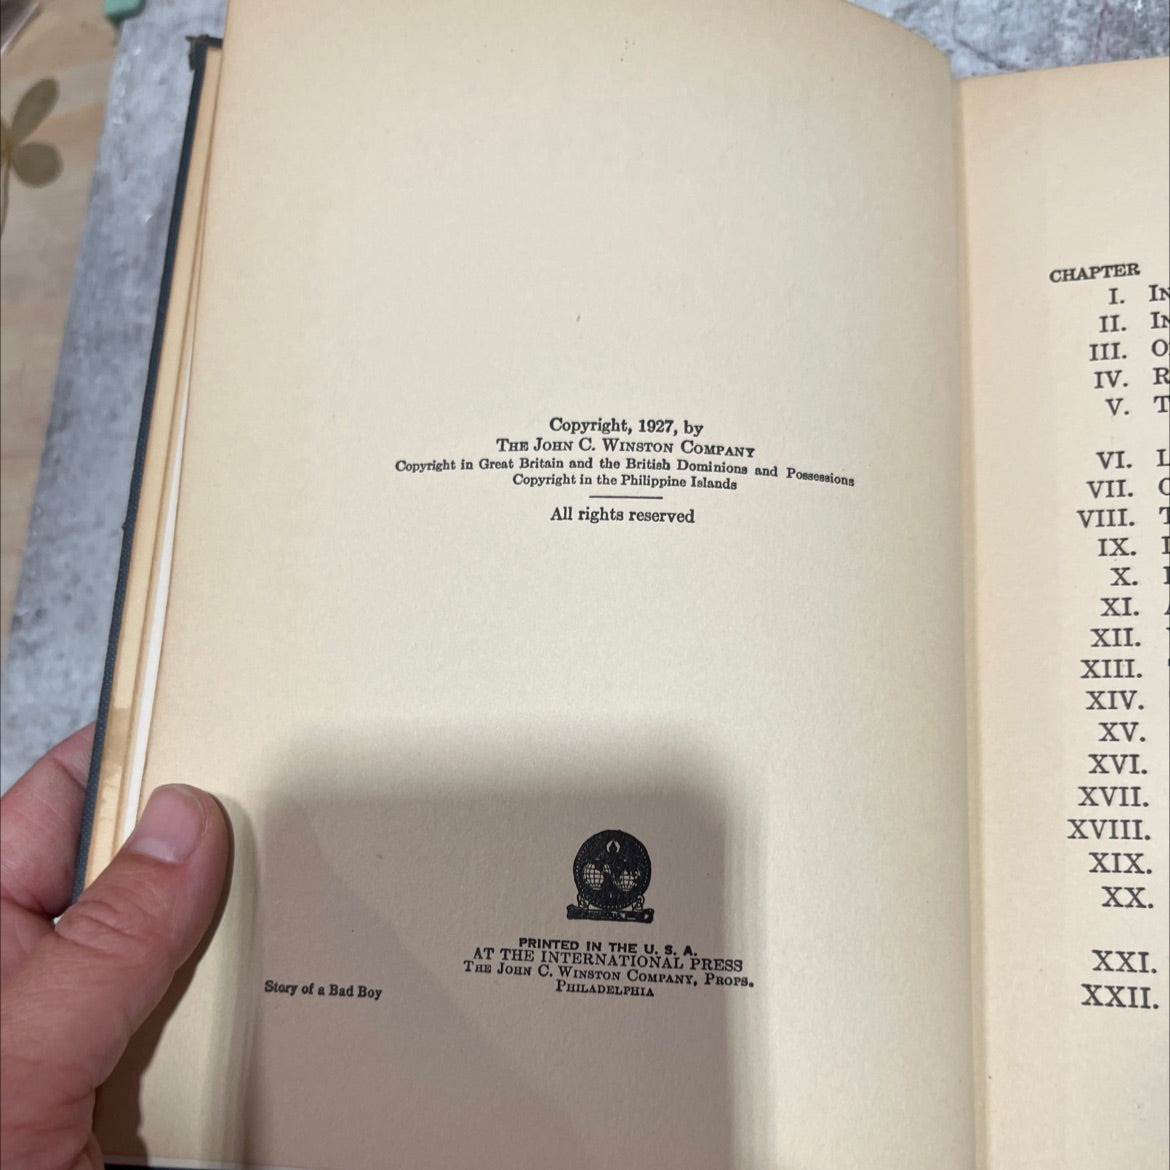 Copyright, 1927, by
THE JOHN C. WINSTON COMPANY
Copyright in Great Britain and the British Dominions and Possessions
Copyright in the Philippine Islands
All rights reserved
PRINTED IN THE U. S. A.
AT THE INTERNATIONAL PRESS
THE JOHN C. WINSTON COMPANY, PROPS.
PHILADELPHIA
Story of a Bad Boy
CHAPTER
I.
II.
III.
IV.
V.
VI.
VII.
VIII.
IX.
X.
XI.
XII.
XIII.
XIV.
XV.
XVI.
XVII.
XVIII.
XIX.
XX.
XXI.
XXII.